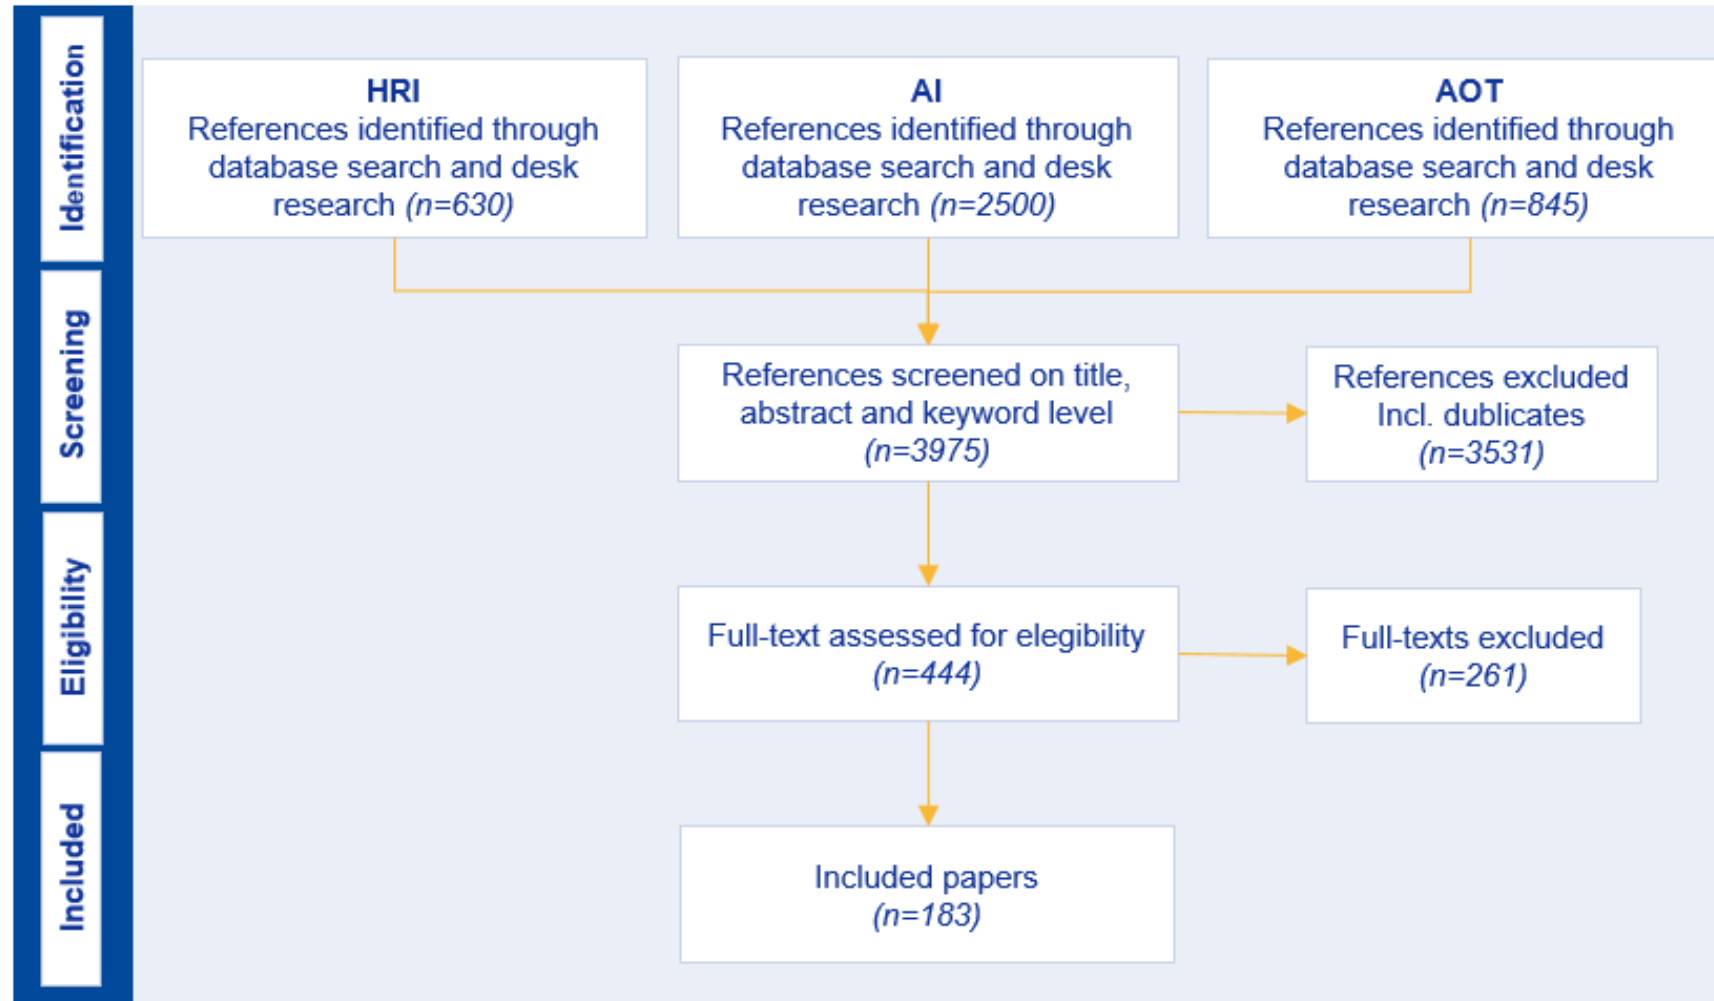 Identification
HRI
References identified through
database search and desk
research (n=630)
AI
References identified through
database search and desk
research (n=2500)
AOT
References identified through
database search and desk
research (n=845)
Screening
References screened on title,
abstract and keyword level
(n=3975)
References excluded
Incl. dublicates
(n=3531)
Eligibility
Full-text assessed for elegibility
(n=444)
Full-texts excluded
(n=261)
Included
Included papers
(n=183)